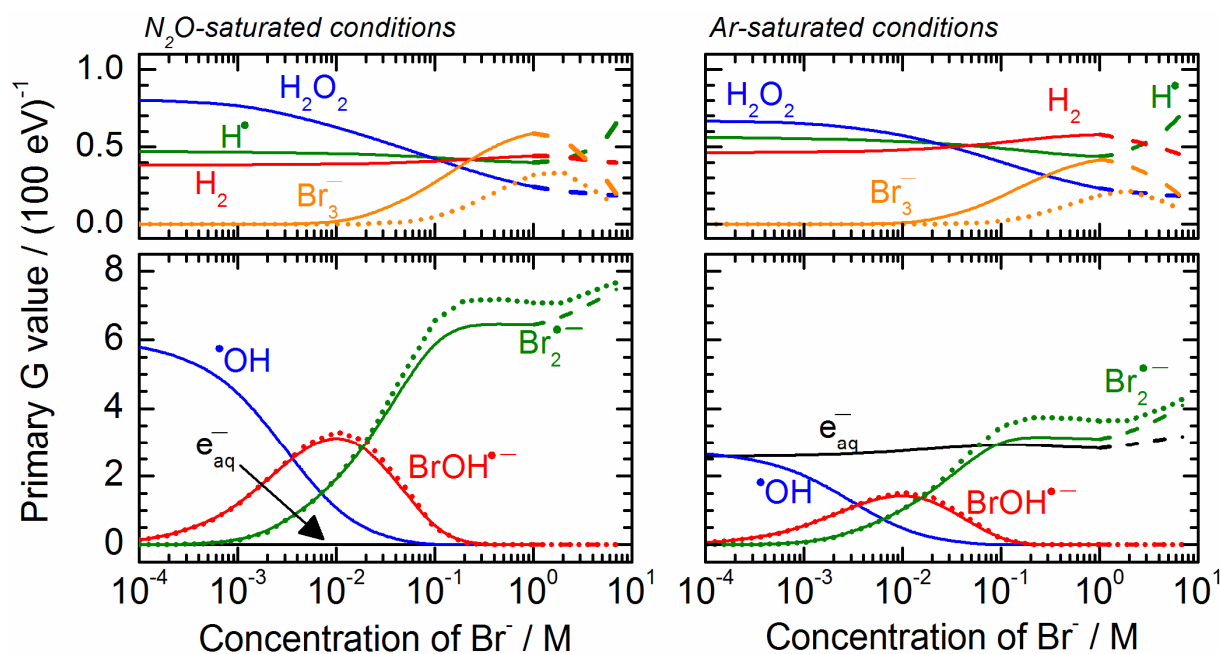 N₂O-saturated conditions
Ar-saturated conditions
Primary G value / (100 eV)⁻¹
1.0
0.5
0.0
H₂O₂
H•
H₂
Br₃⁻
H₂O₂
H₂
H•
Br₃⁻
8
6
4
2
0
•OH
e⁻aq
BrOH•⁻
Br₂•⁻
e⁻aq
•OH
BrOH•⁻
Br₂•⁻
10⁻⁴ 10⁻³ 10⁻² 10⁻¹ 10⁰ 10¹
10⁻⁴ 10⁻³ 10⁻² 10⁻¹ 10⁰ 10¹
Concentration of Br⁻ / M
Concentration of Br⁻ / M